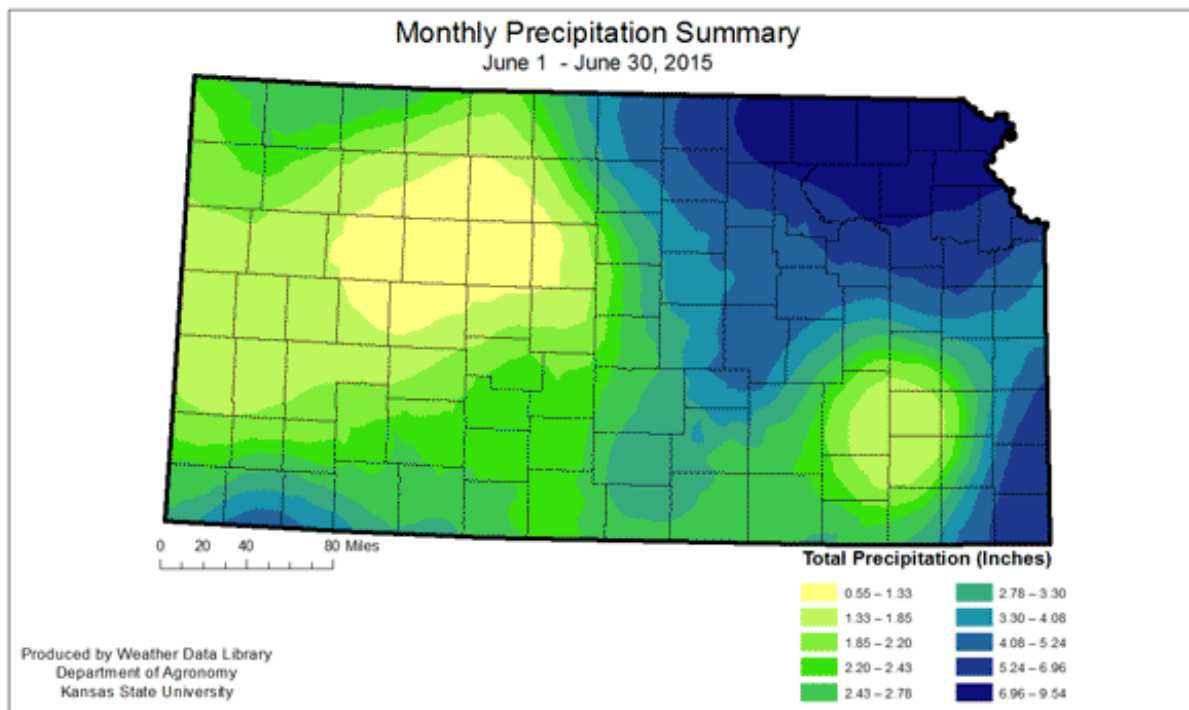 Monthly Precipitation Summary
June 1 - June 30, 2015
0 20 40 80 Miles
Total Precipitation (Inches)
0.55 – 1.33
1.33 – 1.85
1.85 – 2.20
2.20 – 2.43
2.43 – 2.78
2.78 – 3.30
3.30 – 4.08
4.08 – 5.24
5.24 – 6.96
6.96 – 9.54
Produced by Weather Data Library
Department of Agronomy
Kansas State University